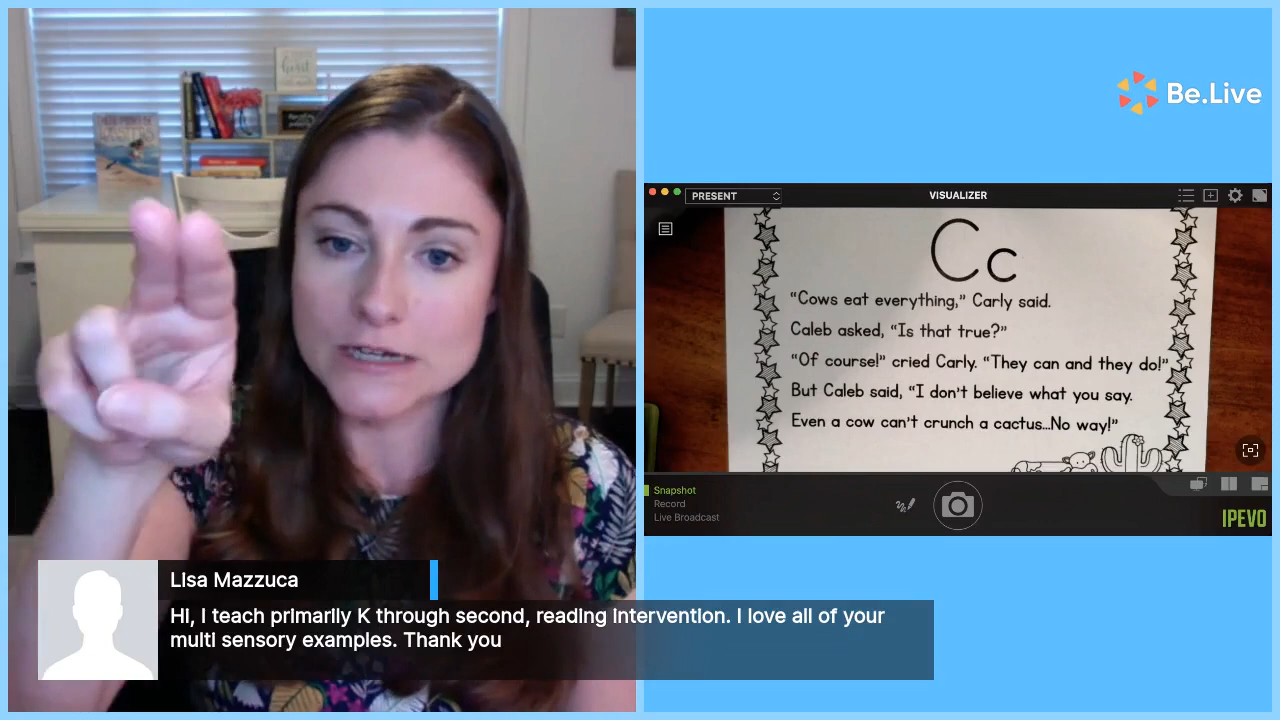 Be.Live
PRESENT
VISUALIZER
Cc
“Cows eat everything,” Carly said.
Caleb asked, “Is that true?”
“Of course!” cried Carly. “They can and they do!”
But Caleb said, “I don't believe what you say.
Even a cow can't crunch a cactus...No way!”
Snapshot
Record
Live Broadcast
IPEVO
Lisa Mazzuca
Hi, I teach primarily K through second, reading intervention. I love all of your
multi sensory examples. Thank you